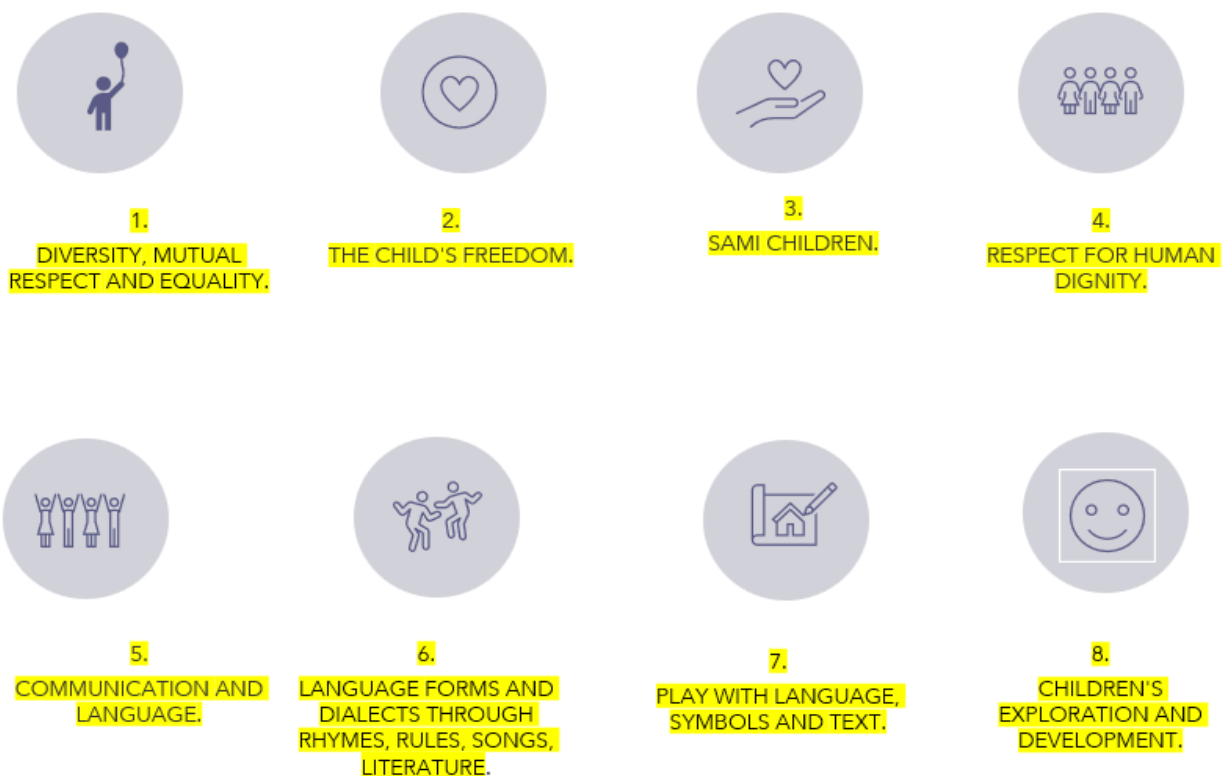 1.
DIVERSITY, MUTUAL
RESPECT AND EQUALITY.
2.
THE CHILD'S FREEDOM.
3.
SAMI CHILDREN.
4.
RESPECT FOR HUMAN
DIGNITY.
5.
COMMUNICATION AND
LANGUAGE.
6.
LANGUAGE FORMS AND
DIALECTS THROUGH
RHYMES, RULES, SONGS,
LITERATURE.
7.
PLAY WITH LANGUAGE,
SYMBOLS AND TEXT.
8.
CHILDREN'S
EXPLORATION AND
DEVELOPMENT.